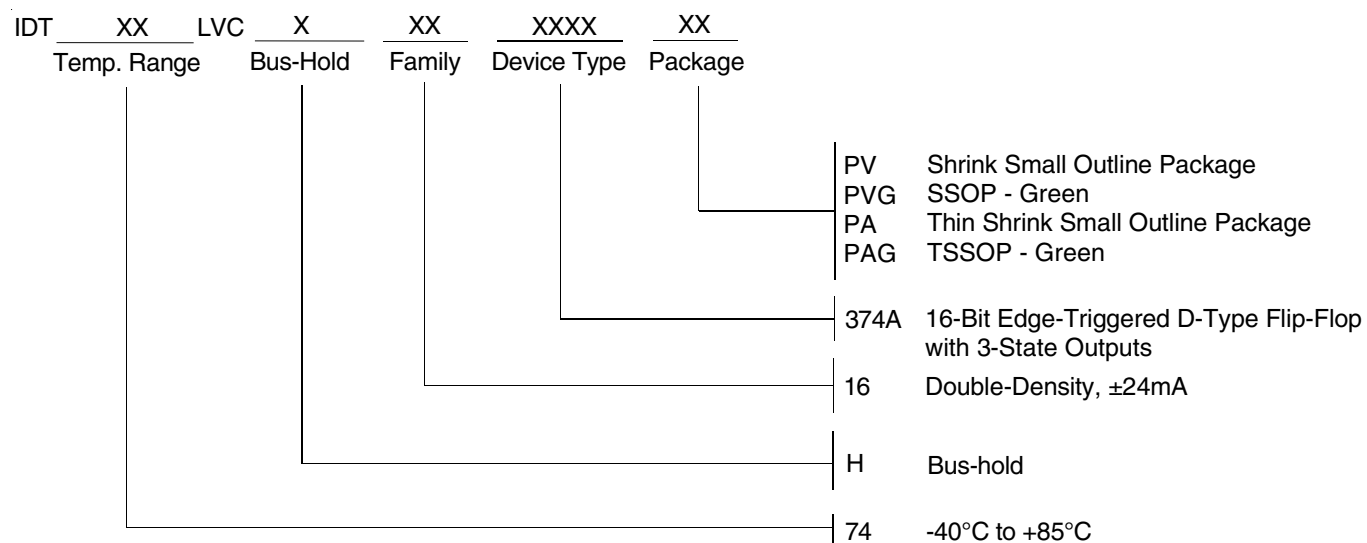 IDT XX LVC X XX XXXX XX
Temp. Range Bus-Hold Family Device Type Package
PV Shrink Small Outline Package
PVG SSOP - Green
PA Thin Shrink Small Outline Package
PAG TSSOP - Green
374A 16-Bit Edge-Triggered D-Type Flip-Flop
with 3-State Outputs
16 Double-Density, ±24mA
H Bus-hold
74 -40°C to +85°C